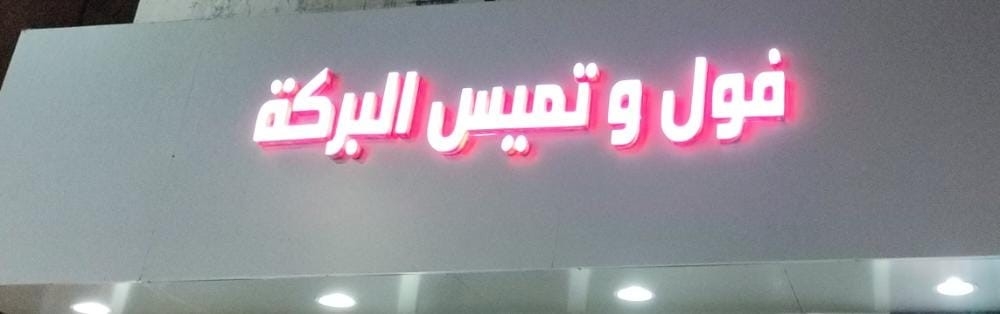 فول و تميس البركة